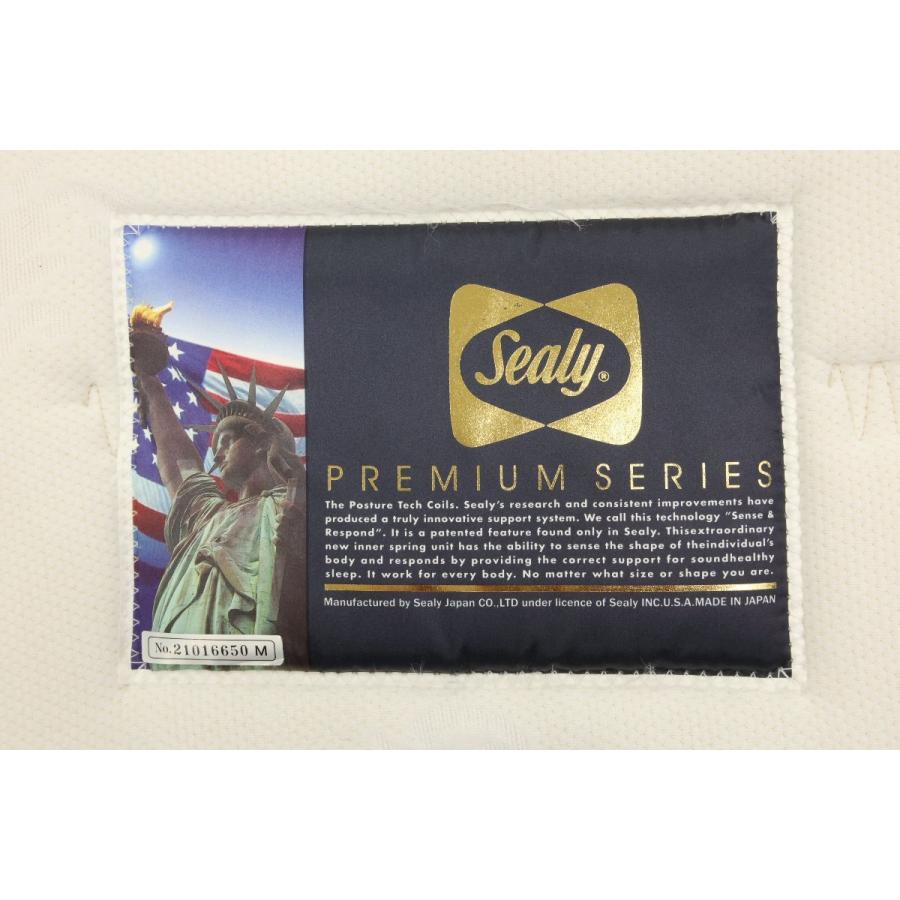 Sealy®
PREMIUM SERIES
The Posture Tech Coils. Sealy's research and consistent improvements have
produced a truly innovative support system. We call this technology "Sense &
Respond". It is a patented feature found only in Sealy. Thisextraordinary
new inner spring unit has the ability to sense the shape of theindividual's
body and responds by providing the correct support for soundhealthy
sleep. It work for every body. No matter what size or shape you are.
Manufactured by Sealy Japan CO.,LTD under licence of Sealy INC.U.S.A.MADE IN JAPAN
No.21016650 M